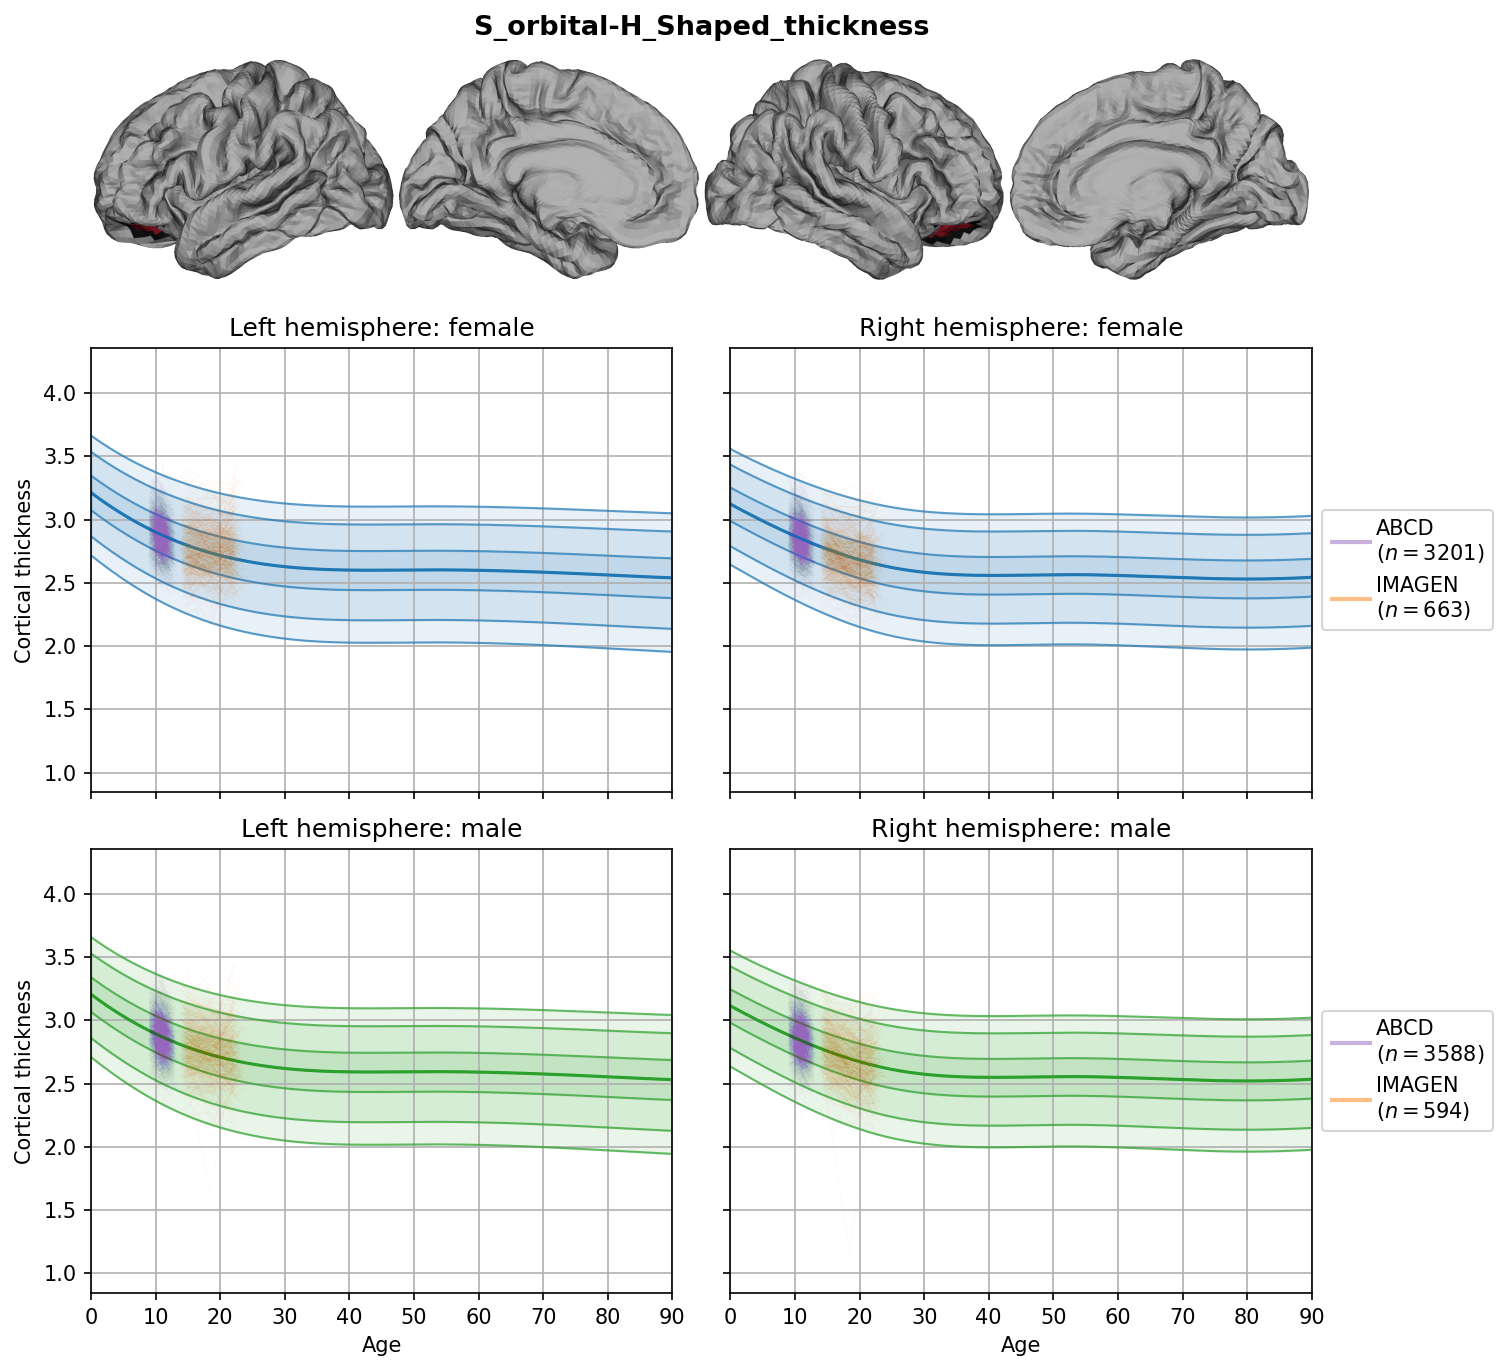 S_orbital-H_Shaped_thickness
Left hemisphere: female
Right hemisphere: female
4.0
3.5
3.0
2.5
2.0
1.5
1.0
Cortical thickness
ABCD
(n = 3201)
IMAGEN
(n = 663)
Left hemisphere: male
Right hemisphere: male
4.0
3.5
3.0
2.5
2.0
1.5
1.0
Cortical thickness
ABCD
(n = 3588)
IMAGEN
(n = 594)
0 10 20 30 40 50 60 70 80 90
0 10 20 30 40 50 60 70 80 90
Age
Age